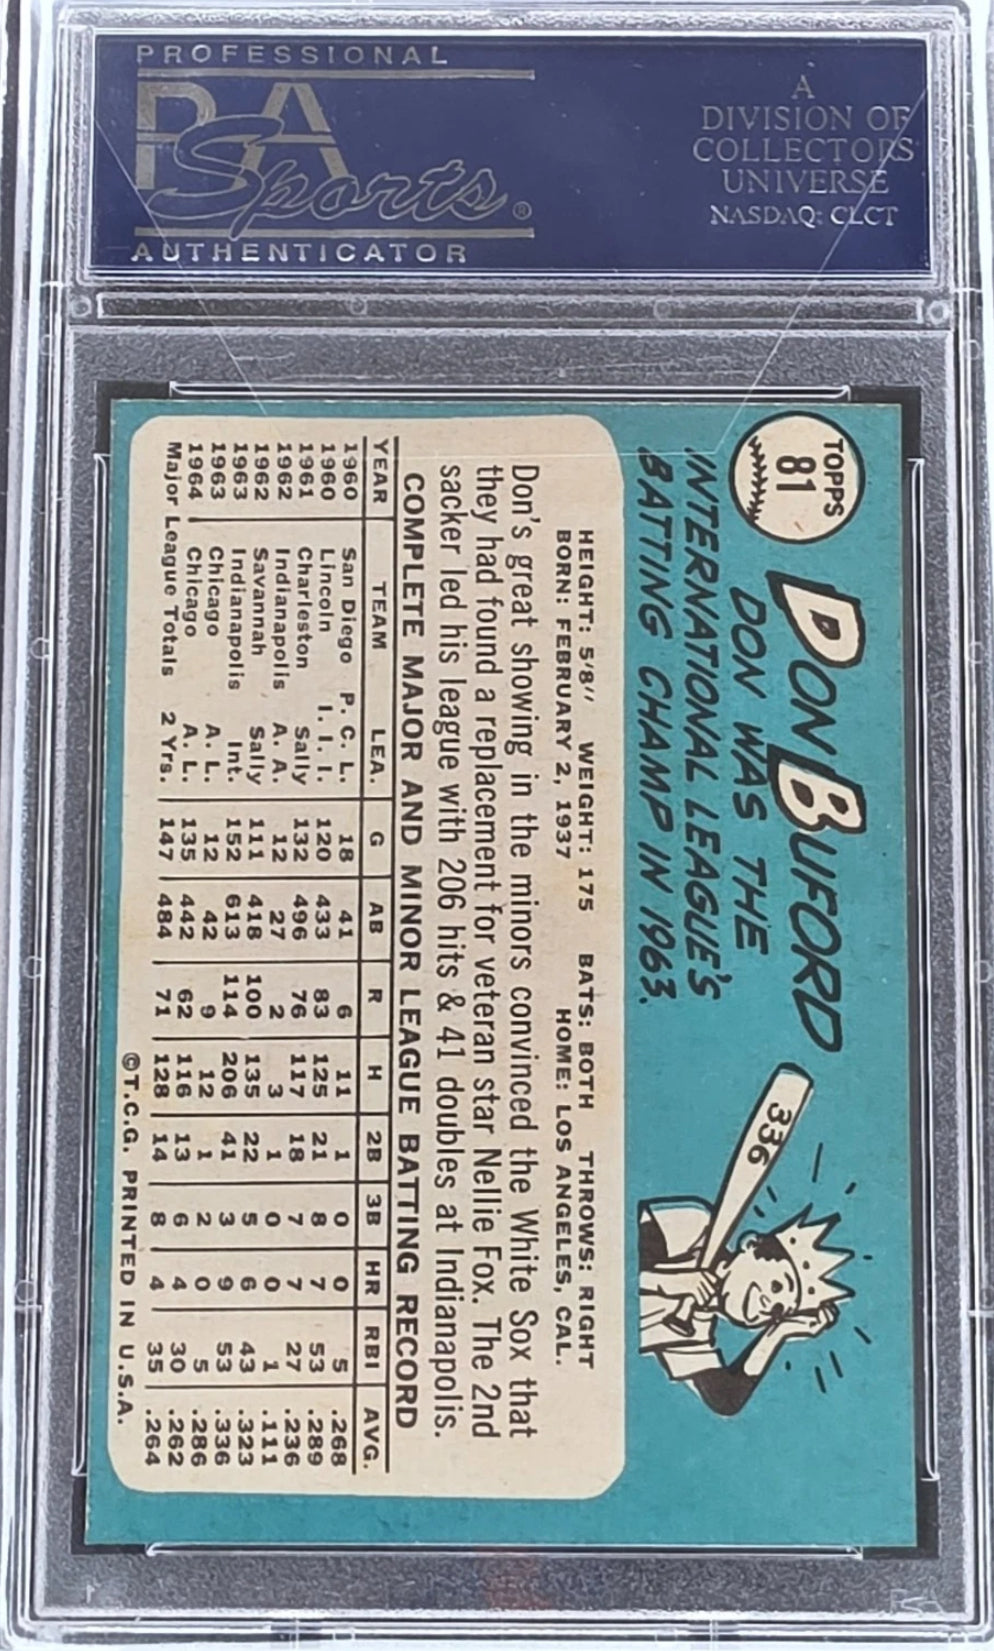 PROFESSIONAL
PSA
Sports®
AUTHENTICATOR
A
DIVISION OF
COLLECTORS
UNIVERSE
NASDAQ: CLCT
TOPPS
81
DON BUFORD
DON WAS THE
INTERNATIONAL LEAGUE'S
BATTING CHAMP IN 1963.
336
HEIGHT: 5'8" WEIGHT: 175 BATS: BOTH THROWS: RIGHT
BORN: FEBRUARY 2, 1937 HOME: LOS ANGELES, CAL.
Don's great showing in the minors convinced the White Sox that
they had found a replacement for veteran star Nellie Fox. The 2nd
sacker led his league with 206 hits & 41 doubles at Indianapolis.
COMPLETE MAJOR AND MINOR LEAGUE BATTING RECORD
YEAR TEAM LEA. G AB R H 2B 3B HR RBI AVG.
1960 San Diego P. C. L. 18 41 6 11 1 0 0 5 .268
1960 Lincoln I. I. I. 120 433 83 125 21 8 7 53 .289
1961 Charleston Sally 132 496 76 117 18 7 7 27 .236
1962 Indianapolis A. A. 12 27 2 3 1 0 0 1 .111
1962 Savannah Sally 111 418 100 135 22 5 6 43 .323
1963 Indianapolis Int. 152 613 114 206 41 3 9 53 .336
1963 Chicago A. L. 12 42 9 12 1 2 0 5 .286
1964 Chicago A. L. 135 442 62 116 13 6 4 30 .262
Major League Totals 2 Yrs. 147 484 71 128 14 8 4 35 .264
©T.C.G. PRINTED IN U.S.A.